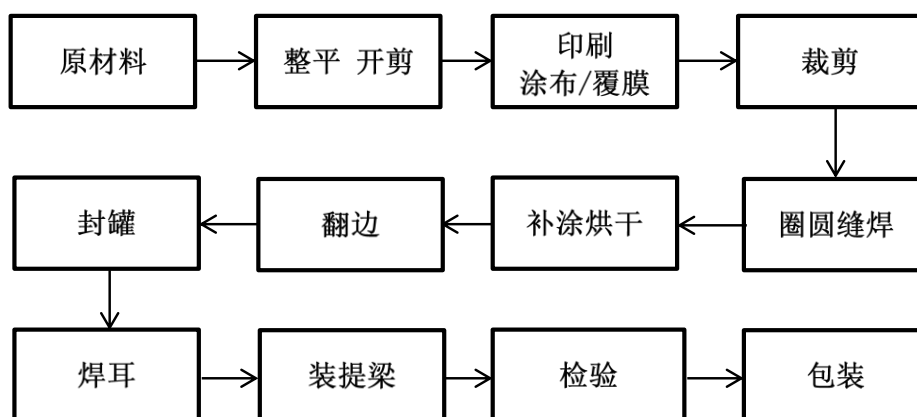 原材料
整平 开剪
印刷
涂布/覆膜
裁剪
圈圆缝焊
补涂烘干
翻边
封罐
焊耳
装提梁
检验
包装